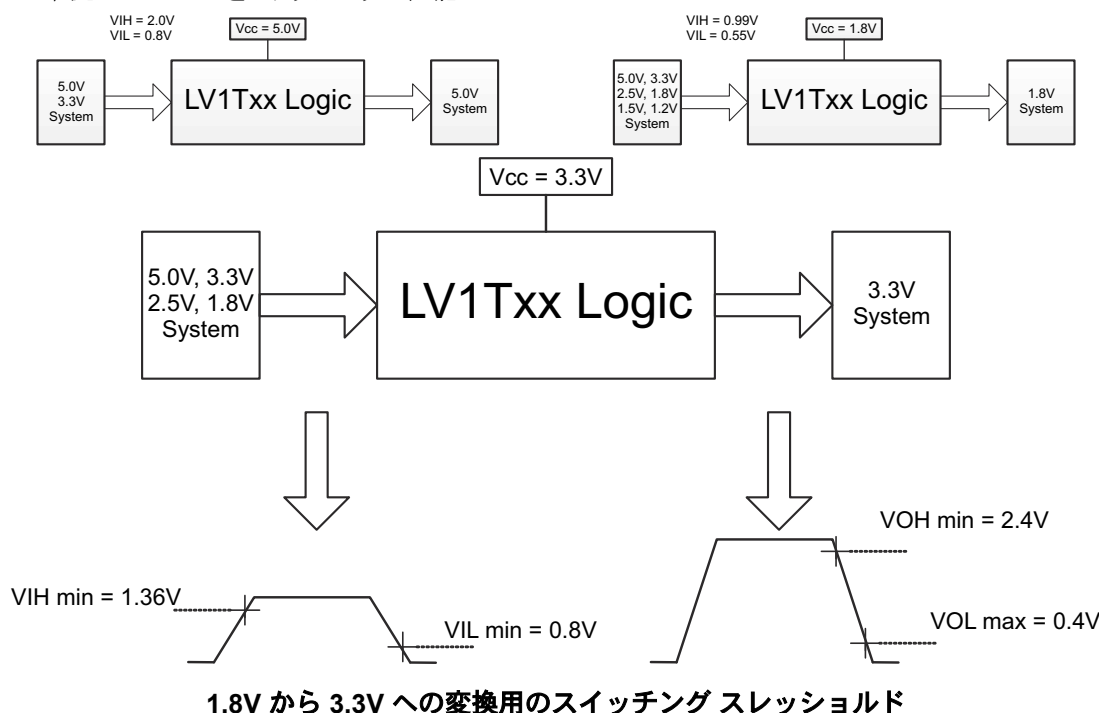 VIH = 2.0V
VIL = 0.8V
Vcc = 5.0V
5.0V
3.3V
System
LV1Txx Logic
5.0V
System
VIH = 0.99V
VIL = 0.55V
Vcc = 1.8V
5.0V, 3.3V
2.5V, 1.8V
1.5V, 1.2V
System
LV1Txx Logic
1.8V
System
Vcc = 3.3V
5.0V, 3.3V
2.5V, 1.8V
System
LV1Txx Logic
3.3V
System
VIH min = 1.36V
VIL min = 0.8V
VOH min = 2.4V
VOL max = 0.4V
1.8V から 3.3V への変換用のスイッチング スレッショルド